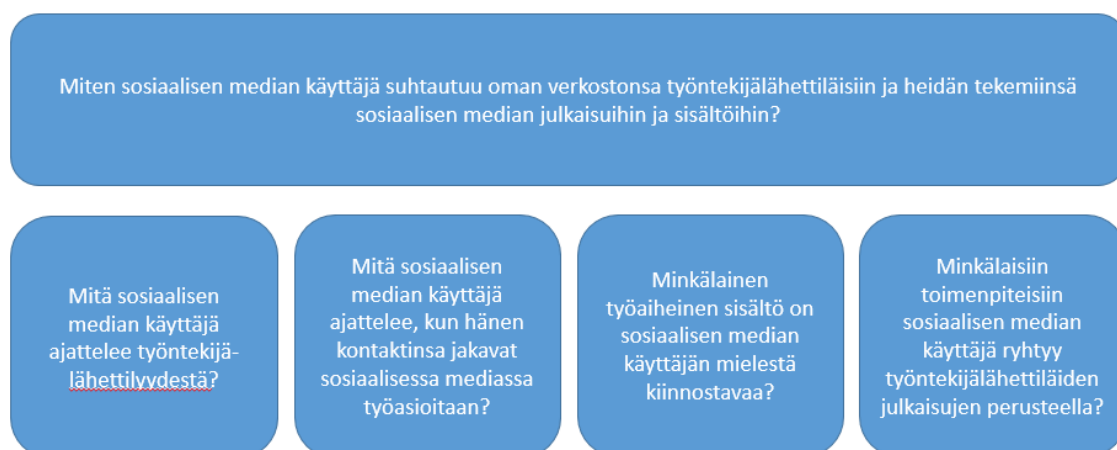 Miten sosiaalisen median käyttäjä suhtautuu oman verkostonsa työntekijälähettiläisiin ja heidän tekemiinsä
sosiaalisen median julkaisuihin ja sisältöihin?
Mitä sosiaalisen
median käyttäjä
ajattelee työntekijä-
lähettilyydestä?
Mitä sosiaalisen
median käyttäjä
ajattelee, kun hänen
kontaktinsa jakavat
sosiaalisessa mediassa
työasioitaan?
Minkälainen
työaiheinen sisältö on
sosiaalisen median
käyttäjän mielestä
kiinnostavaa?
Minkälaisiin
toimenpiteisiin
sosiaalisen median
käyttäjä ryhtyy
työntekijälähettiläiden
julkaisujen perusteella?